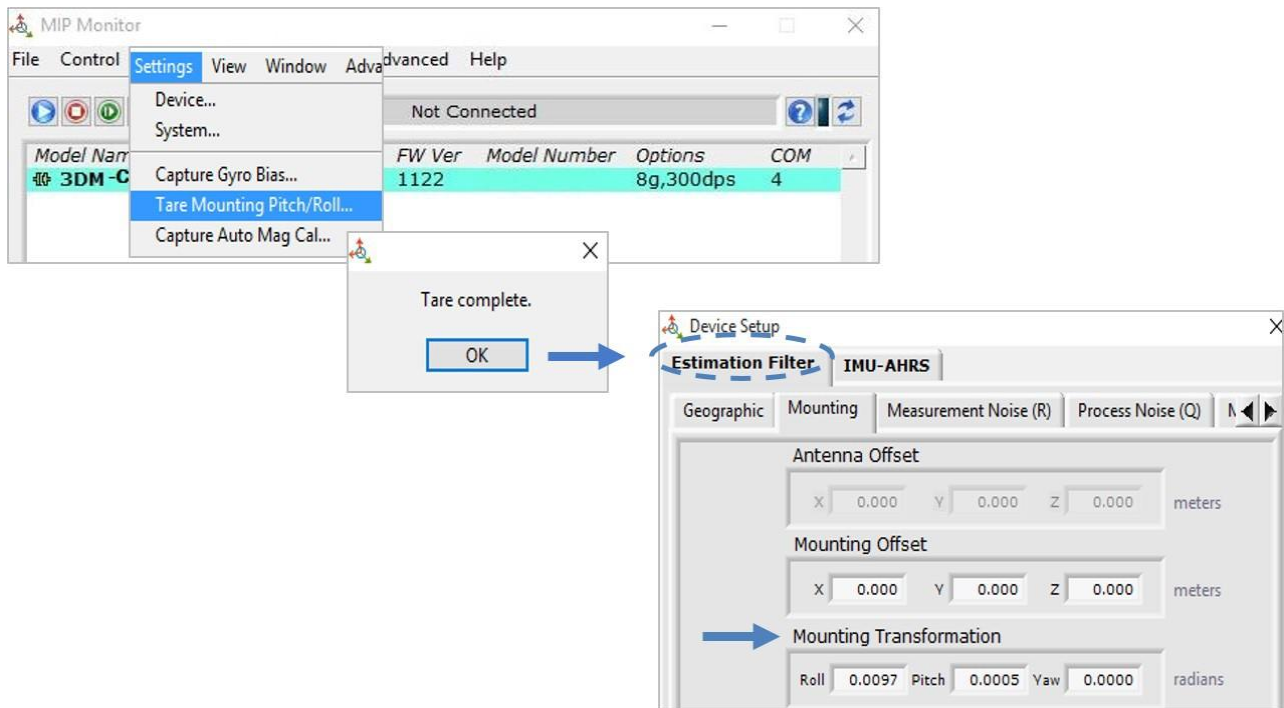 MIP Monitor
File Control Settings View Window Adva dvanced Help
Device...
System...
Not Connected
Model Nam FW Ver Model Number Options COM
3DM-C 1122 8g,300dps 4
Capture Gyro Bias...
Tare Mounting Pitch/Roll...
Capture Auto Mag Cal...
Tare complete.
OK
Device Setup
Estimation Filter IMU-AHRS
Geographic Mounting Measurement Noise (R) Process Noise (Q)
Antenna Offset
X 0.000 Y 0.000 Z 0.000 meters
Mounting Offset
X 0.000 Y 0.000 Z 0.000 meters
Mounting Transformation
Roll 0.0097 Pitch 0.0005 Yaw 0.0000 radians